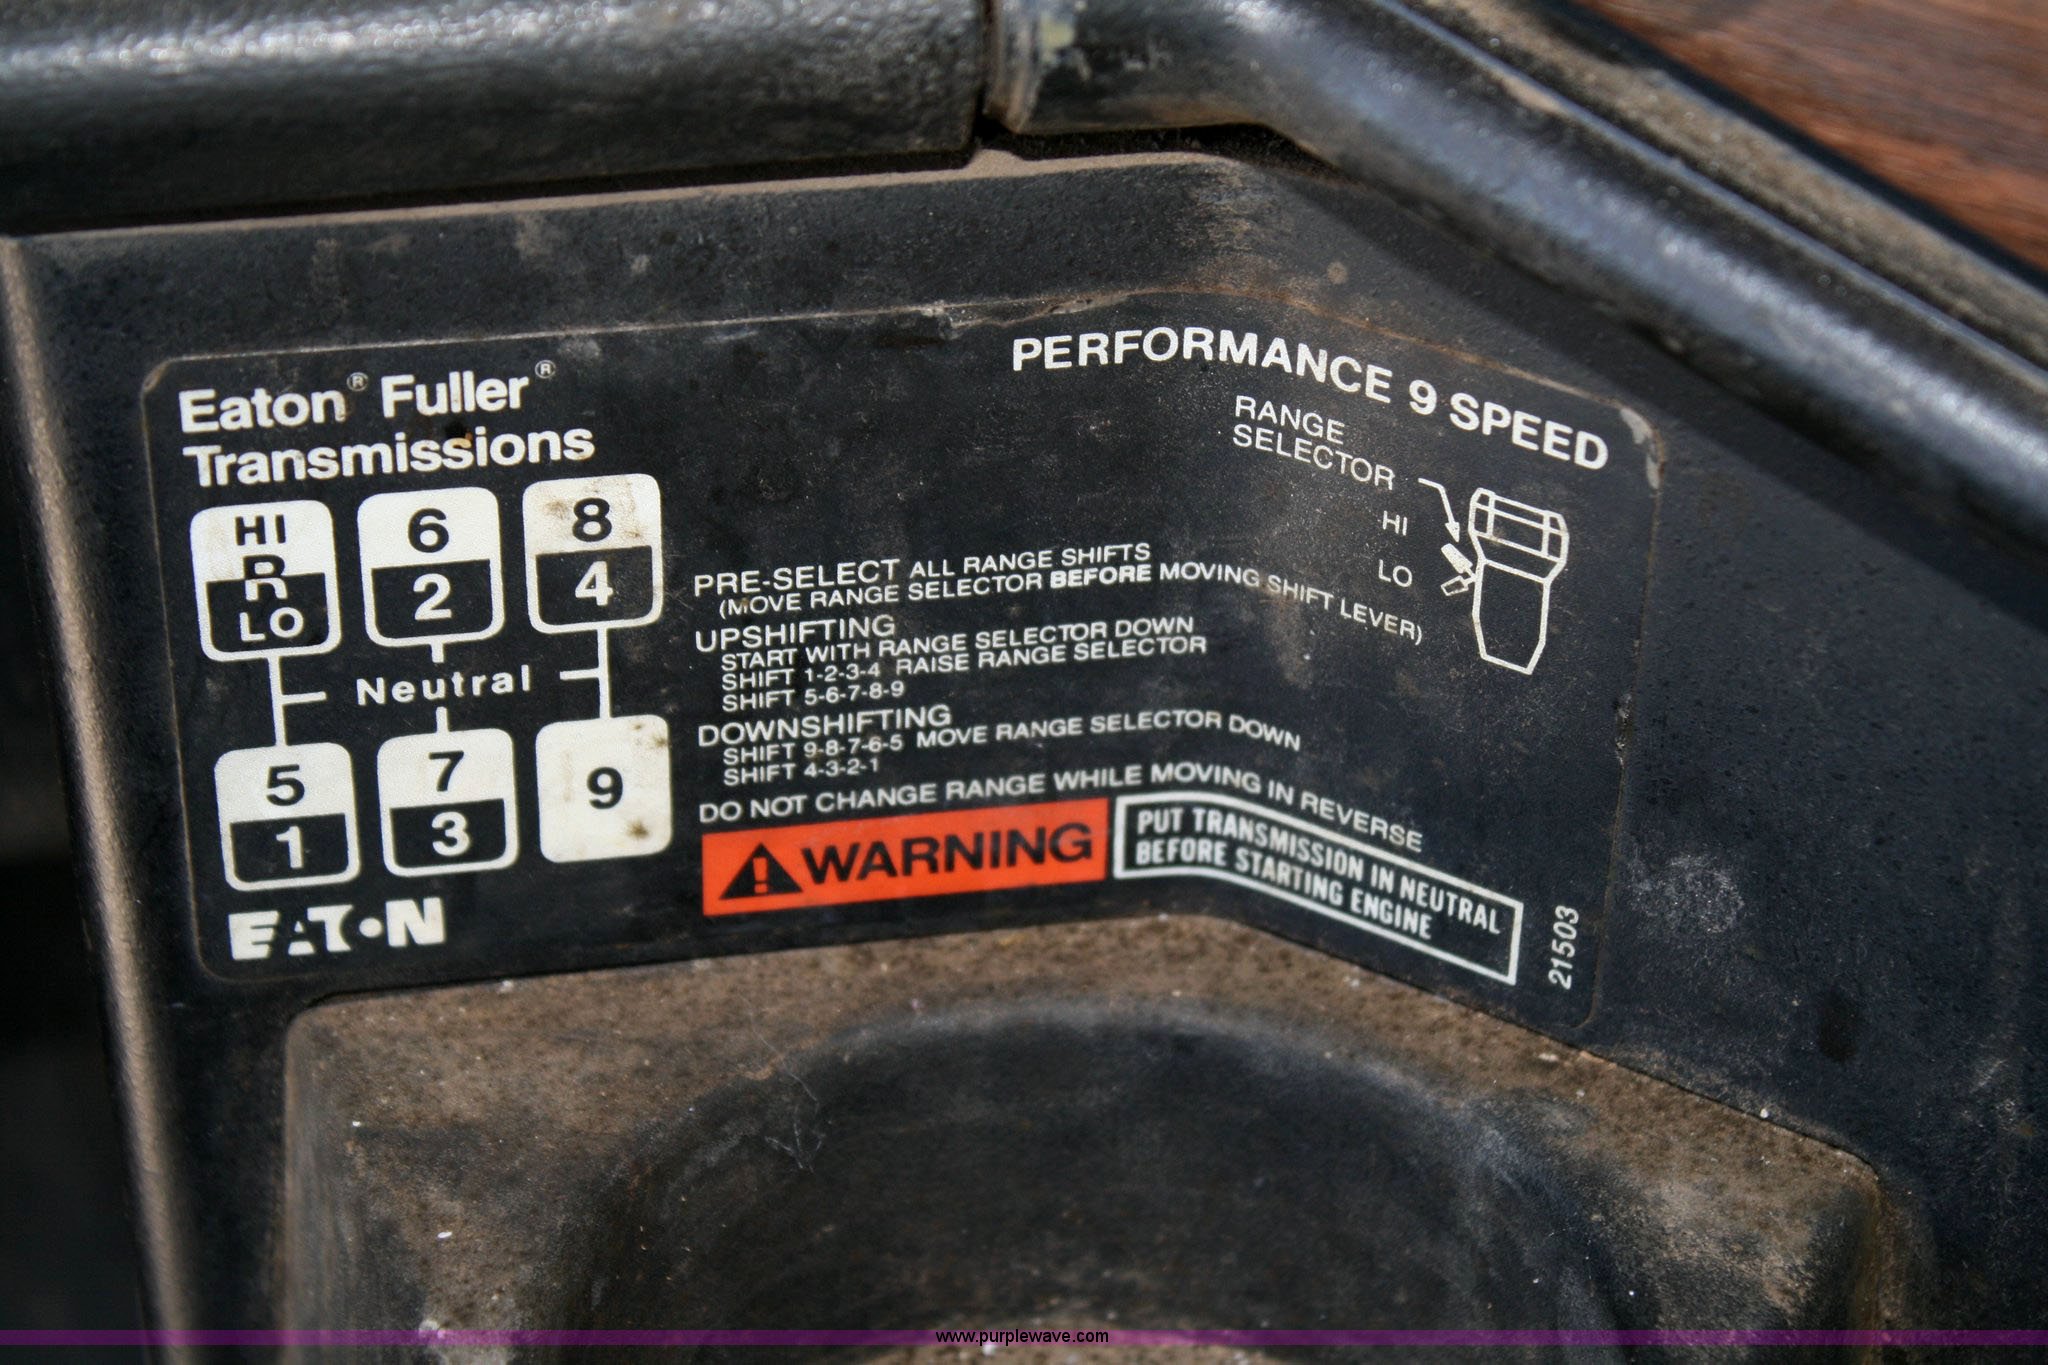 Eaton® Fuller®
Transmissions
HI
R
LO
6
2
8
4
Neutral
5
1
7
3
9
EATON
PERFORMANCE 9 SPEED
RANGE
SELECTOR
HI
LO
PRE-SELECT ALL RANGE SHIFTS
(MOVE RANGE SELECTOR BEFORE MOVING SHIFT LEVER)
UPSHIFTING
START WITH RANGE SELECTOR DOWN
SHIFT 1-2-3-4 RAISE RANGE SELECTOR
SHIFT 5-6-7-8-9
DOWNSHIFTING
SHIFT 9-8-7-6-5 MOVE RANGE SELECTOR DOWN
SHIFT 4-3-2-1
DO NOT CHANGE RANGE WHILE MOVING IN REVERSE
WARNING
PUT TRANSMISSION IN NEUTRAL
BEFORE STARTING ENGINE
21503
www.purplewave.com